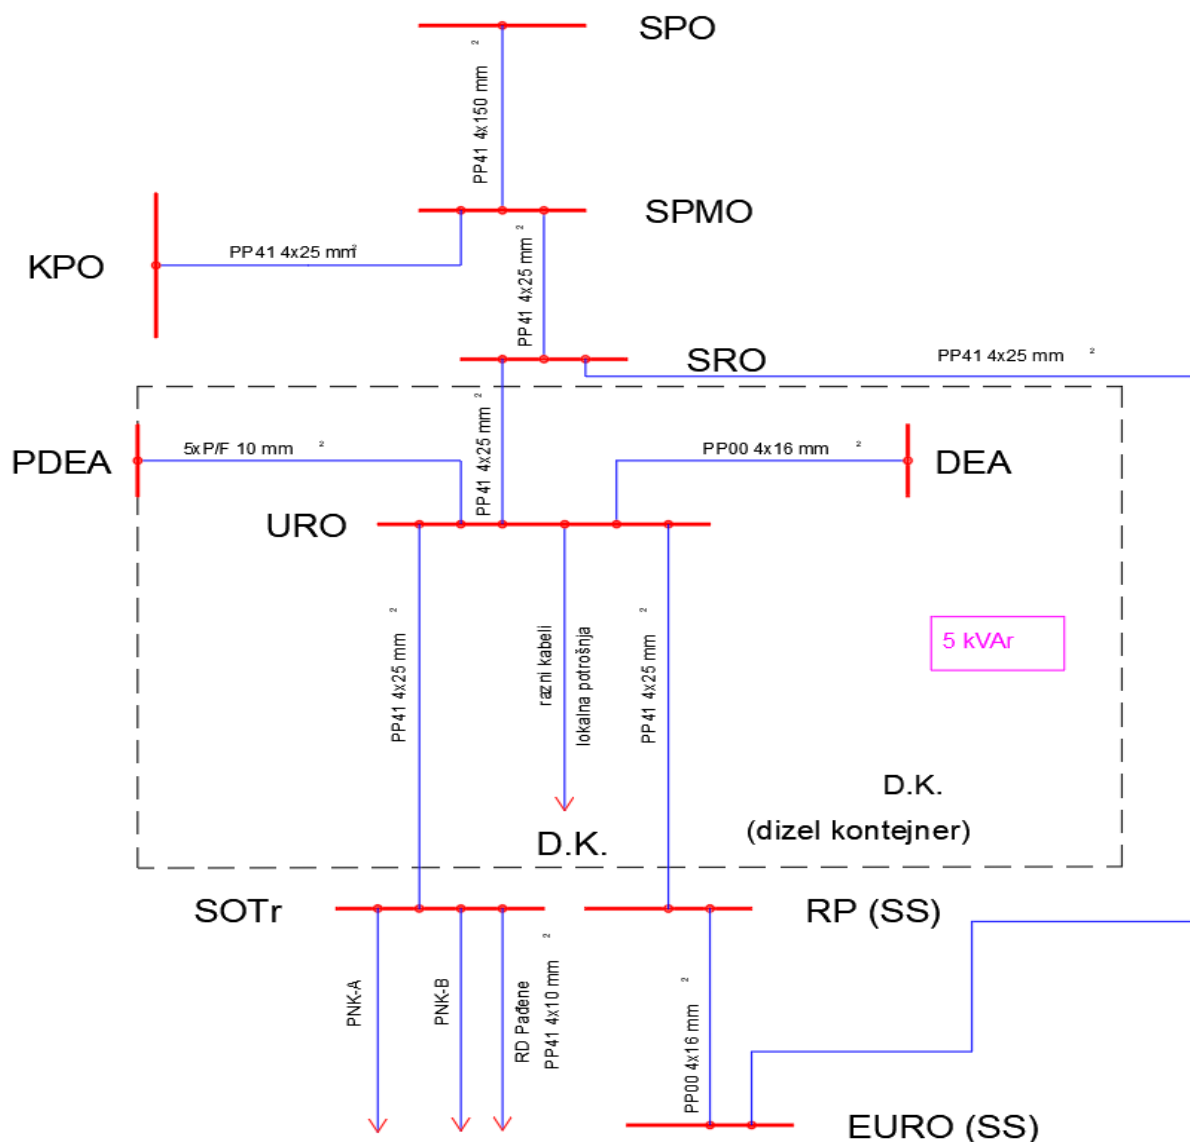 SPO
PP41 4x150 mm²
SPMO
PP41 4x25 mm²
KPO
PP41 4x25 mm²
SRO
PP41 4x25 mm²
PDEA
5xP/F 10 mm²
PP41 4x25 mm²
PP00 4x16 mm²
DEA
URO
PP41 4x25 mm²
razni kabeli
lokalna potrošnja
PP41 4x25 mm²
5 kVAr
D.K.
(dizel kontejner)
D.K.
SOTr
RP (SS)
PNK-A
PNK-B
RD Pađene
PP41 4x10 mm²
PP00 4x16 mm²
EURO (SS)